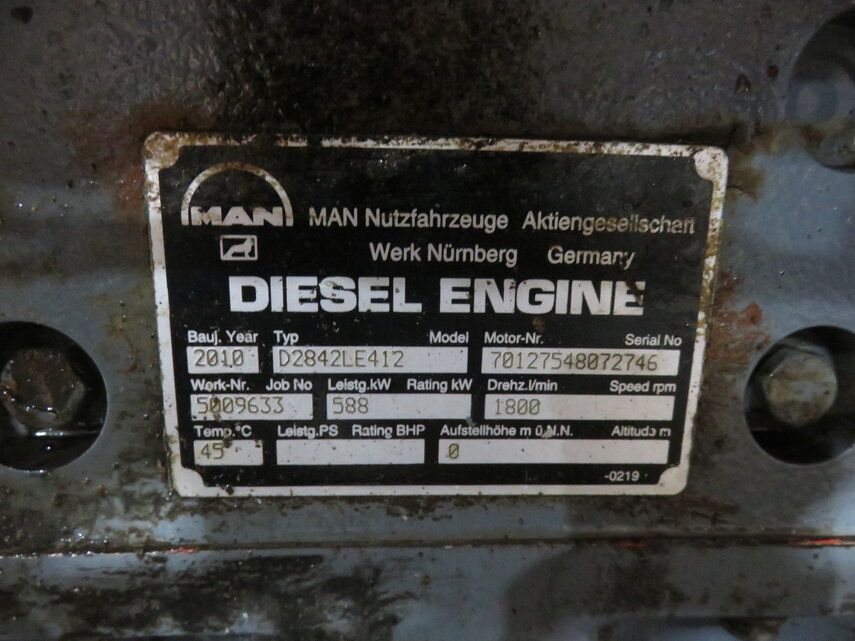 MAN MAN Nutzfahrzeuge Aktiengesellschaft
Werk Nürnberg Germany
DIESEL ENGINE
Bauj. Year Typ Model Motor-Nr. Serial No
2010 D2842LE412 70127548072746
Werk-Nr. Job No Leistg.kW Rating kW Drehz.l/min Speed rpm
5009633 588 1800
Temp.°C Leistg.PS Rating BHP Aufstellhöhe m ü.N.N. Altitude m
45 0
-0219